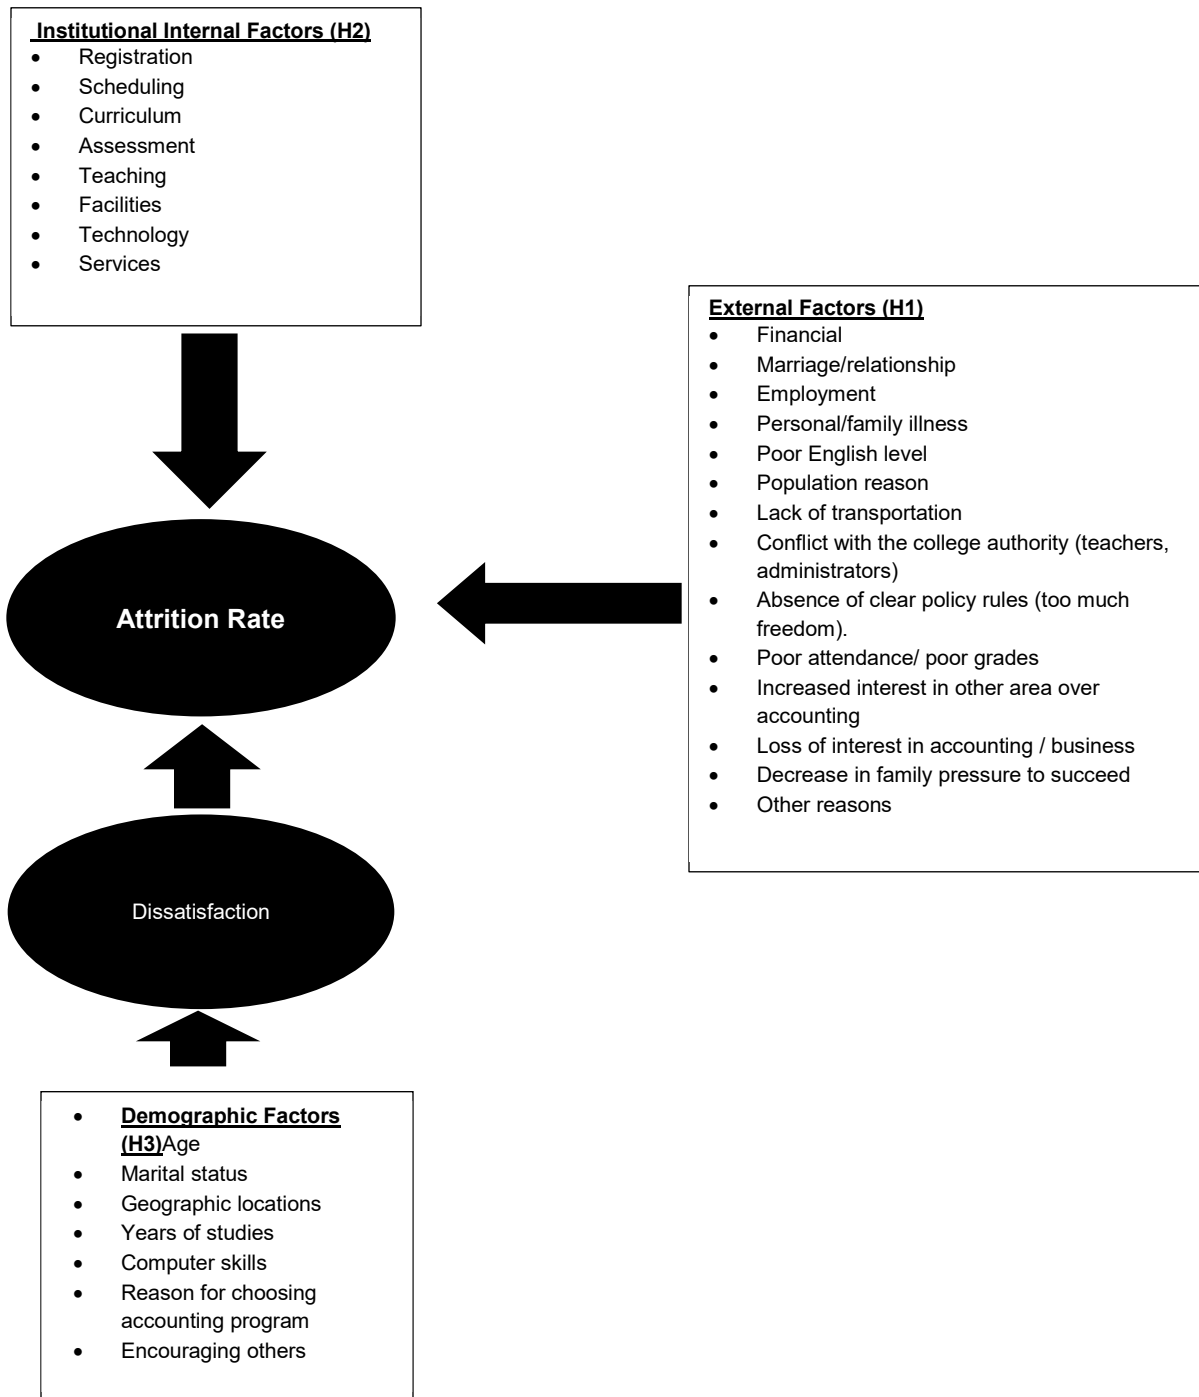 Institutional Internal Factors (H2)
• Registration
• Scheduling
• Curriculum
• Assessment
• Teaching
• Facilities
• Technology
• Services
External Factors (H1)
• Financial
• Marriage/relationship
• Employment
• Personal/family illness
• Poor English level
• Population reason
• Lack of transportation
• Conflict with the college authority (teachers,
administrators)
• Absence of clear policy rules (too much
freedom).
• Poor attendance/ poor grades
• Increased interest in other area over
accounting
• Loss of interest in accounting / business
• Decrease in family pressure to succeed
• Other reasons
Attrition Rate
Dissatisfaction
• Demographic Factors
(H3)Age
• Marital status
• Geographic locations
• Years of studies
• Computer skills
• Reason for choosing
accounting program
• Encouraging others